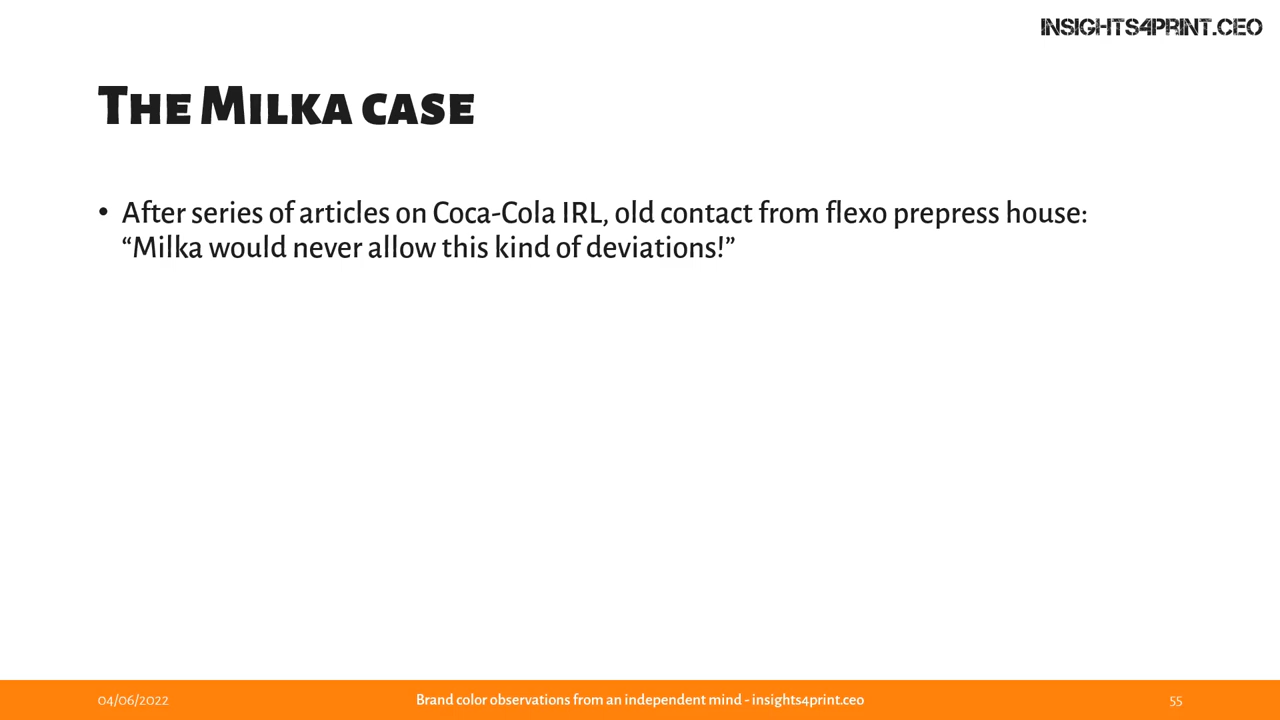 INSIGHTS4PRINT.CEO
The Milka case
• After series of articles on Coca-Cola IRL, old contact from flexo prepress house:
“Milka would never allow this kind of deviations!”
04/06/2022 Brand color observations from an independent mind - insights4print.ceo 55